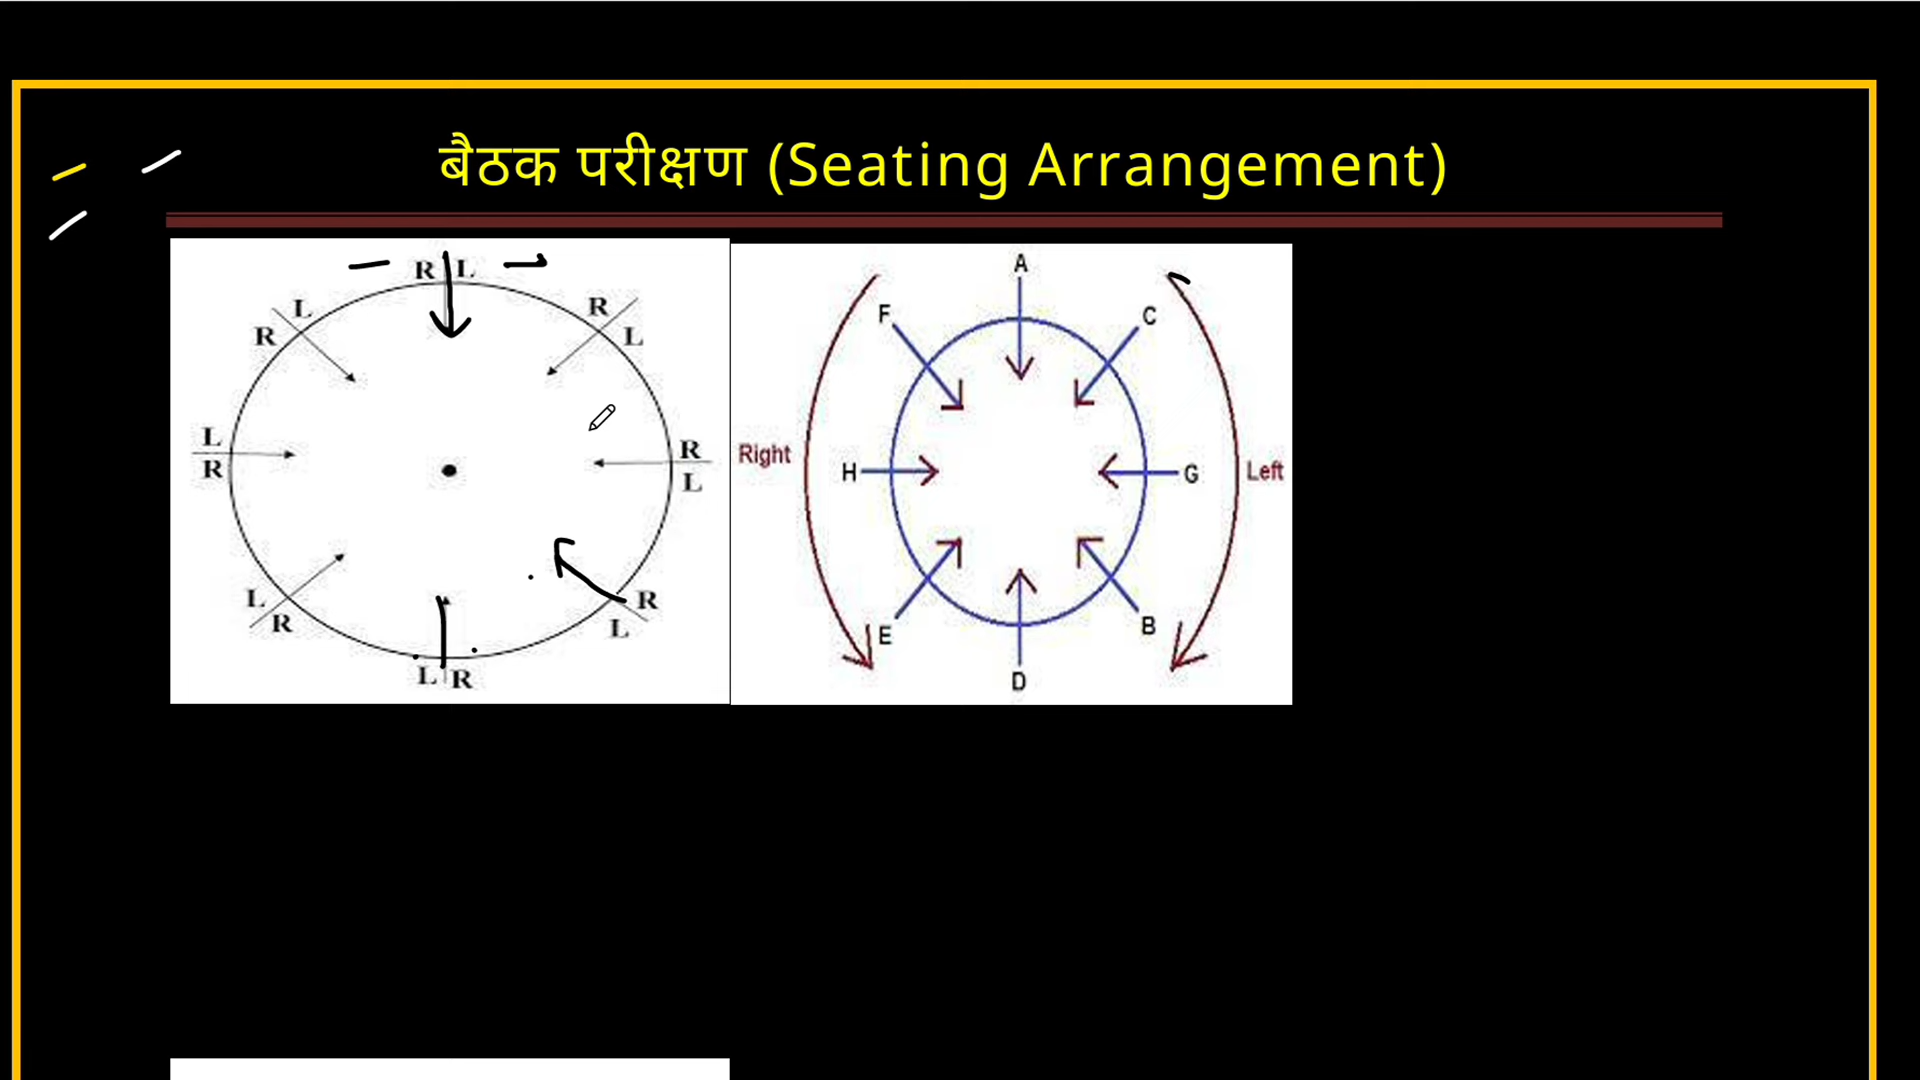 बैठक परीक्षण (Seating Arrangement)
R L
L
R
R
L
L
R
R
L
L
R
R
L
L R
A
F
C
Right
H
G
Left
E
B
D